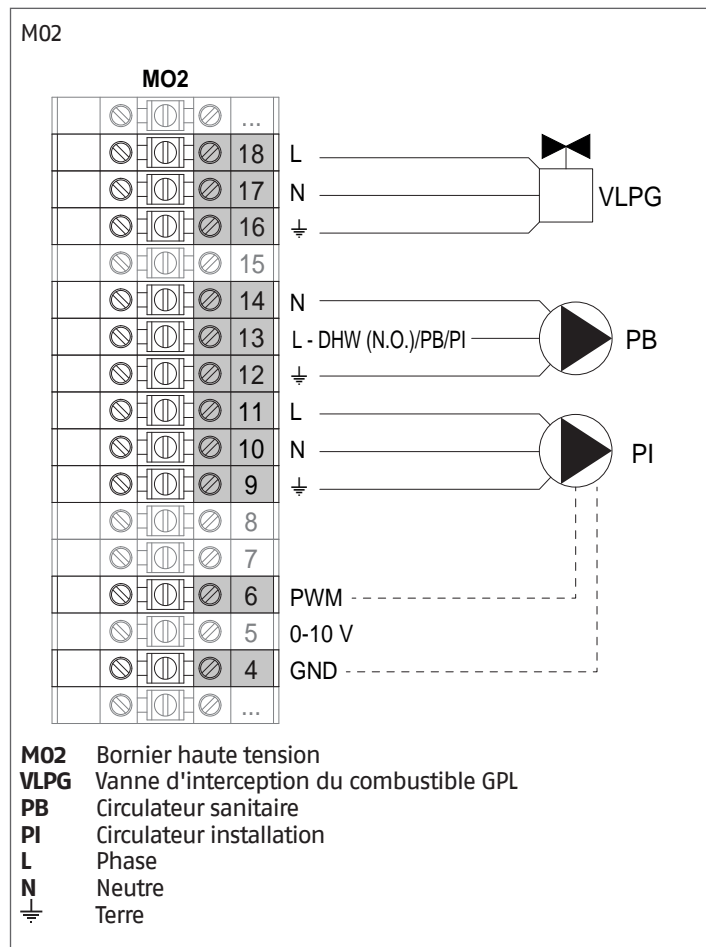 M02
MO2
...
18 L
17 N
16 ⏚
VLPG
15
14 N
13 L - DHW (N.O.)/PB/PI
PB
12 ⏚
11 L
10 N
PI
9 ⏚
8
7
6 PWM
5 0-10 V
4 GND
...
M02 Bornier haute tension
VLPG Vanne d'interception du combustible GPL
PB Circulateur sanitaire
PI Circulateur installation
L Phase
N Neutre
⏚ Terre